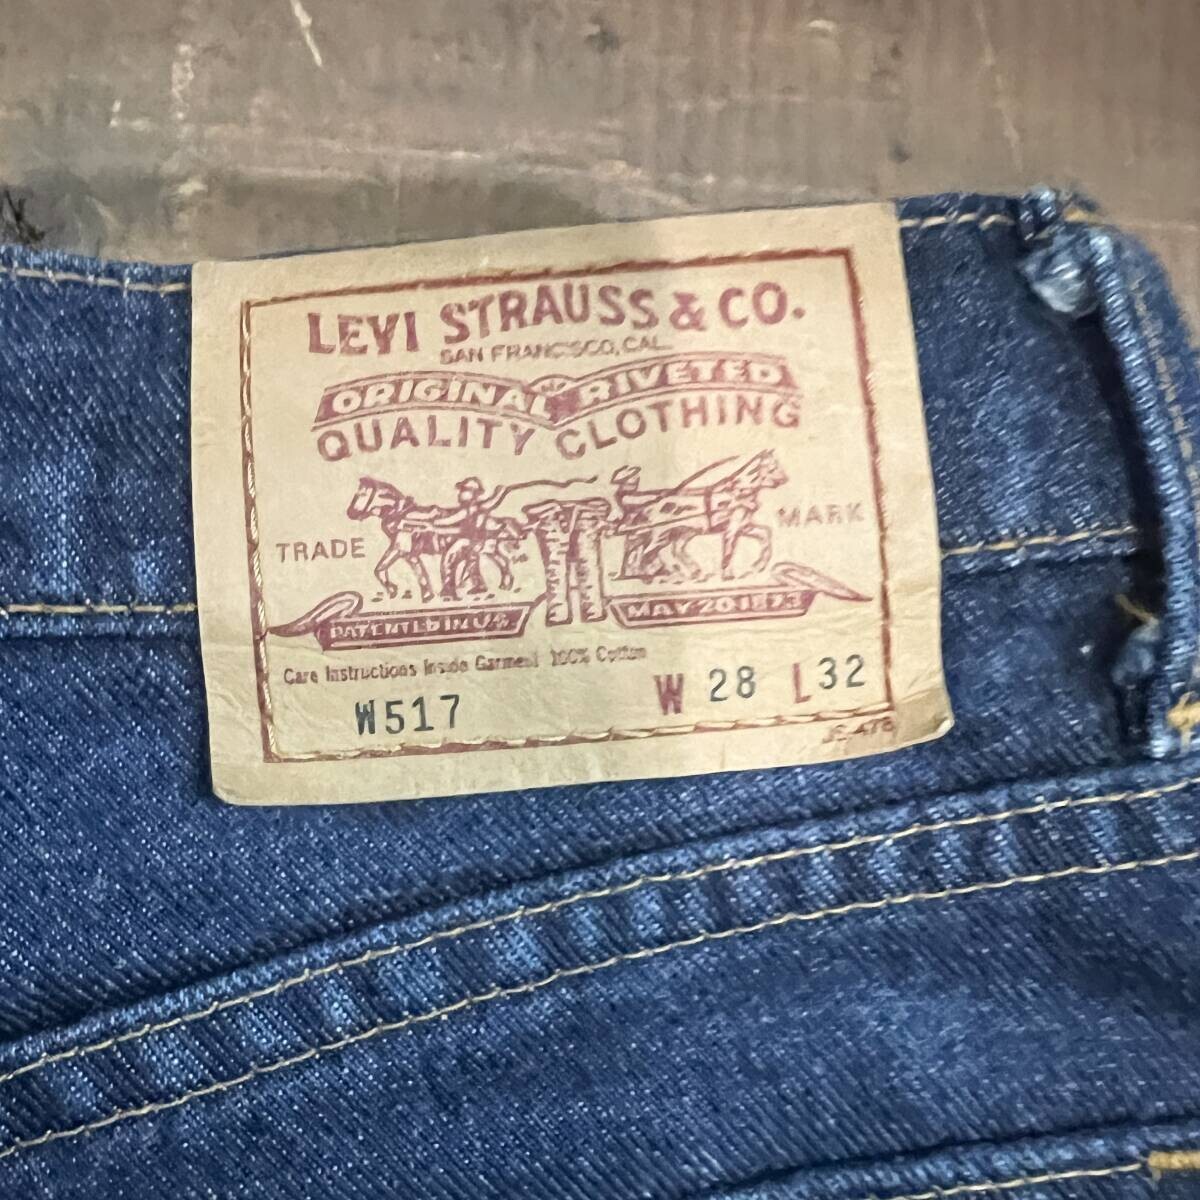 LEVI STRAUSS & CO.
SAN FRANCISCO, CAL.
ORIGINAL RIVETED
QUALITY CLOTHING
TRADE MARK
PATENTED IN U.S. MAY 20 1873
Care Instructions Inside Garment 100% Cotton
W517 W 28 L 32